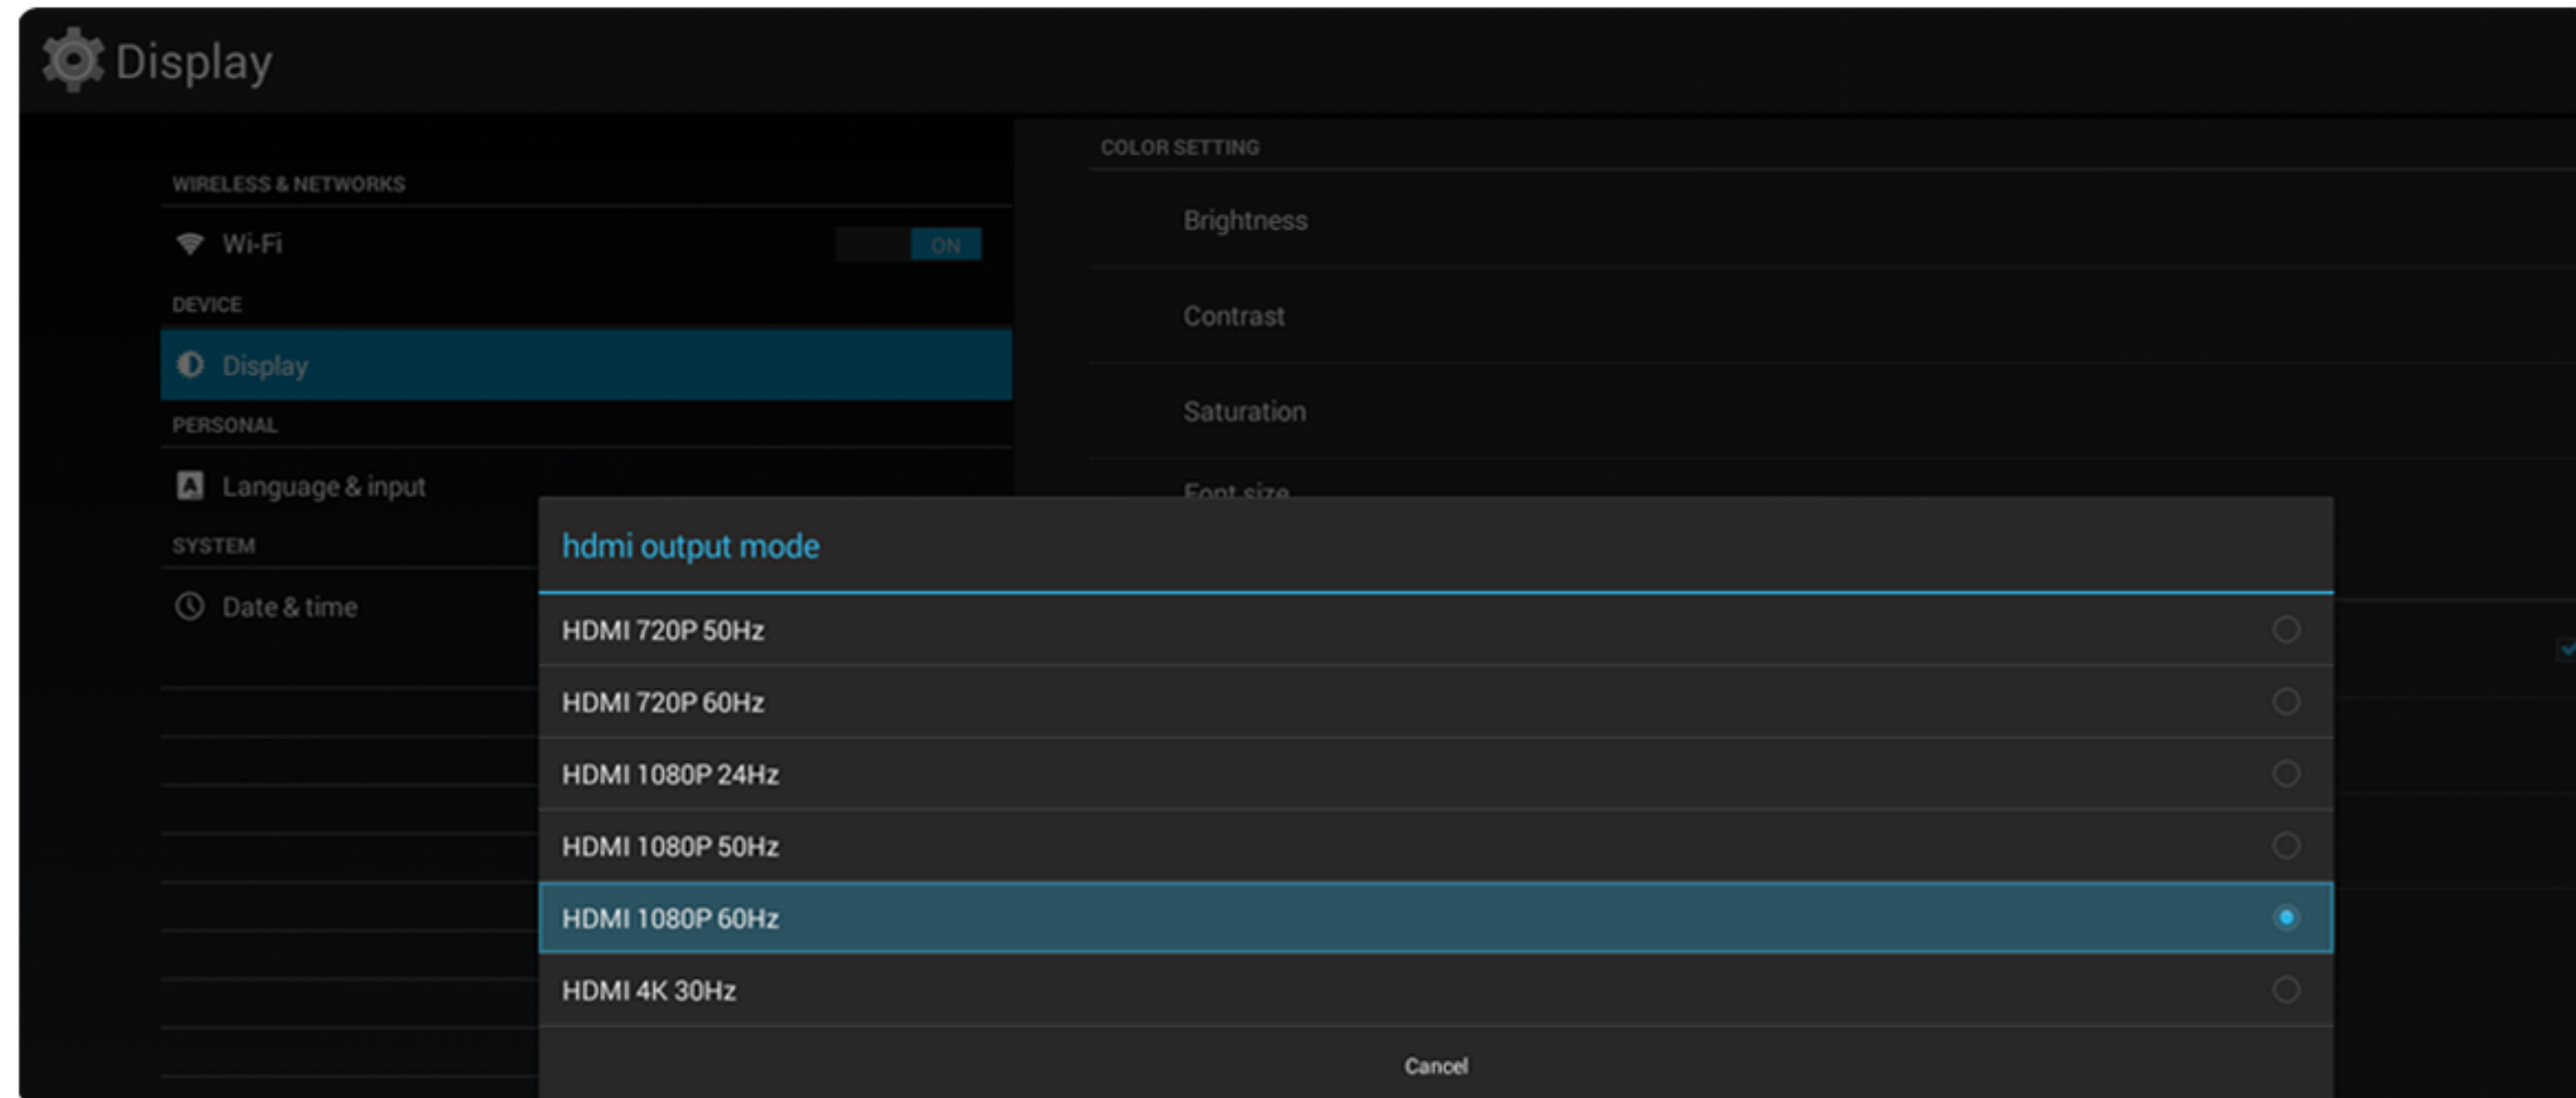 Display
WIRELESS & NETWORKS
Wi-Fi
ON
DEVICE
Display
PERSONAL
Language & input
SYSTEM
Date & time
COLOR SETTING
Brightness
Contrast
Saturation
Font size
hdmi output mode
HDMI 720P 50Hz
HDMI 720P 60Hz
HDMI 1080P 24Hz
HDMI 1080P 50Hz
HDMI 1080P 60Hz
HDMI 4K 30Hz
Cancel